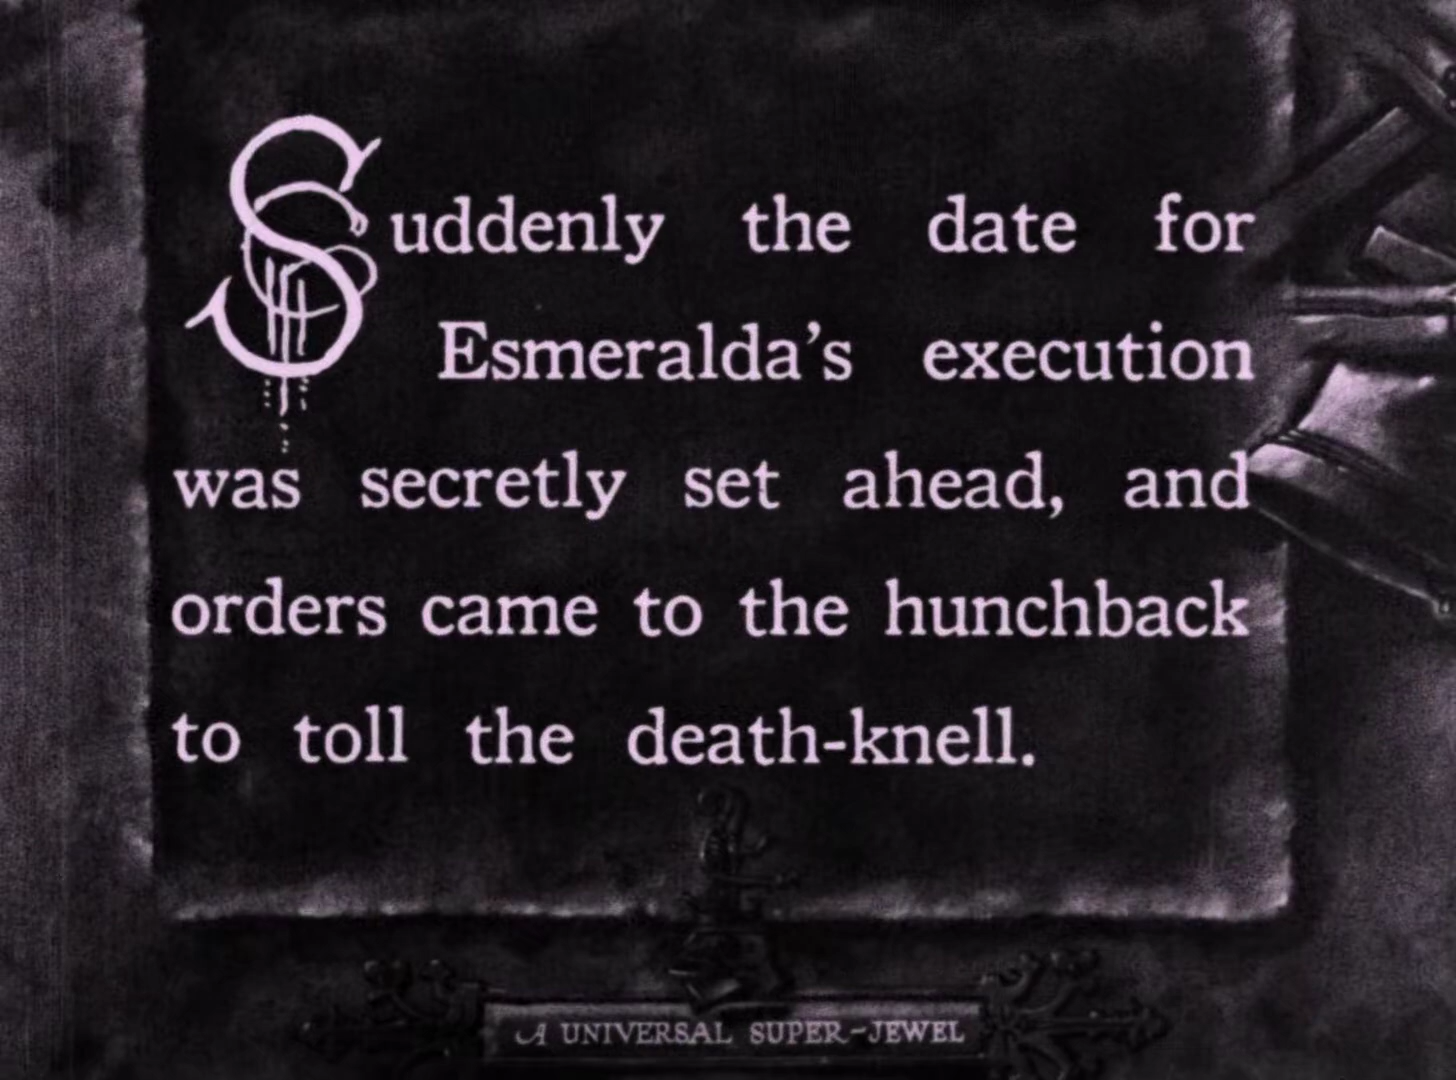 Suddenly the date for
Esmeralda’s execution
was secretly set ahead, and
orders came to the hunchback
to toll the death-knell.
A UNIVERSAL SUPER-JEWEL